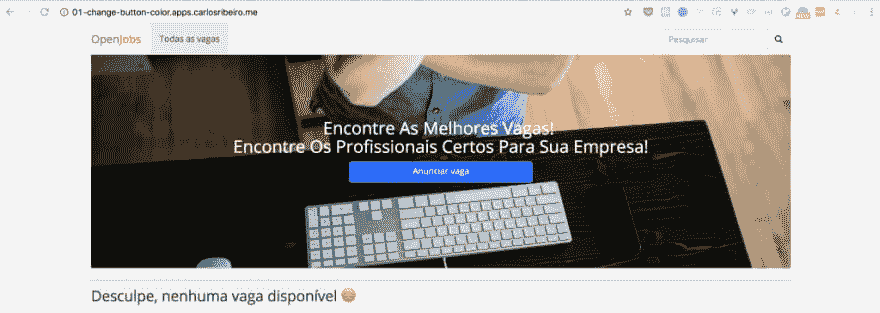 01-change-button-color.apps.carlosribeiro.me
OpenJobs Todas as vagas Pesquisar
Encontre As Melhores Vagas!
Encontre Os Profissionais Certos Para Sua Empresa!
Anunciar vaga
Desculpe, nenhuma vaga disponível